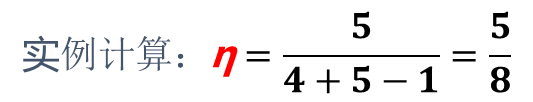 实例计算：η = 5/(4 + 5 − 1) = 5/8